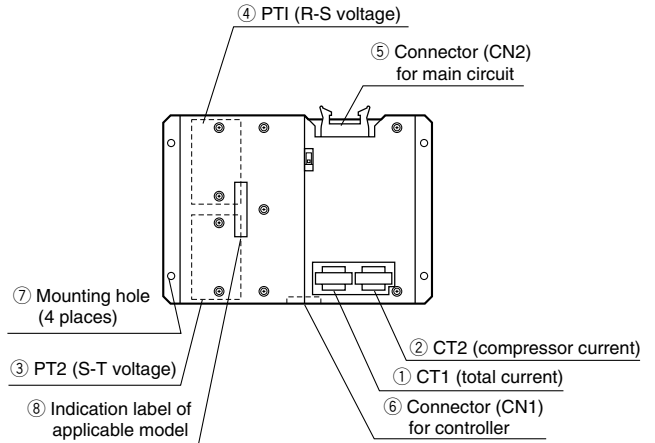 ④ PTI (R-S voltage)
⑤ Connector (CN2)
for main circuit
⑦ Mounting hole
(4 places)
② CT2 (compressor current)
③ PT2 (S-T voltage)
① CT1 (total current)
⑧ Indication label of
applicable model
⑥ Connector (CN1)
for controller